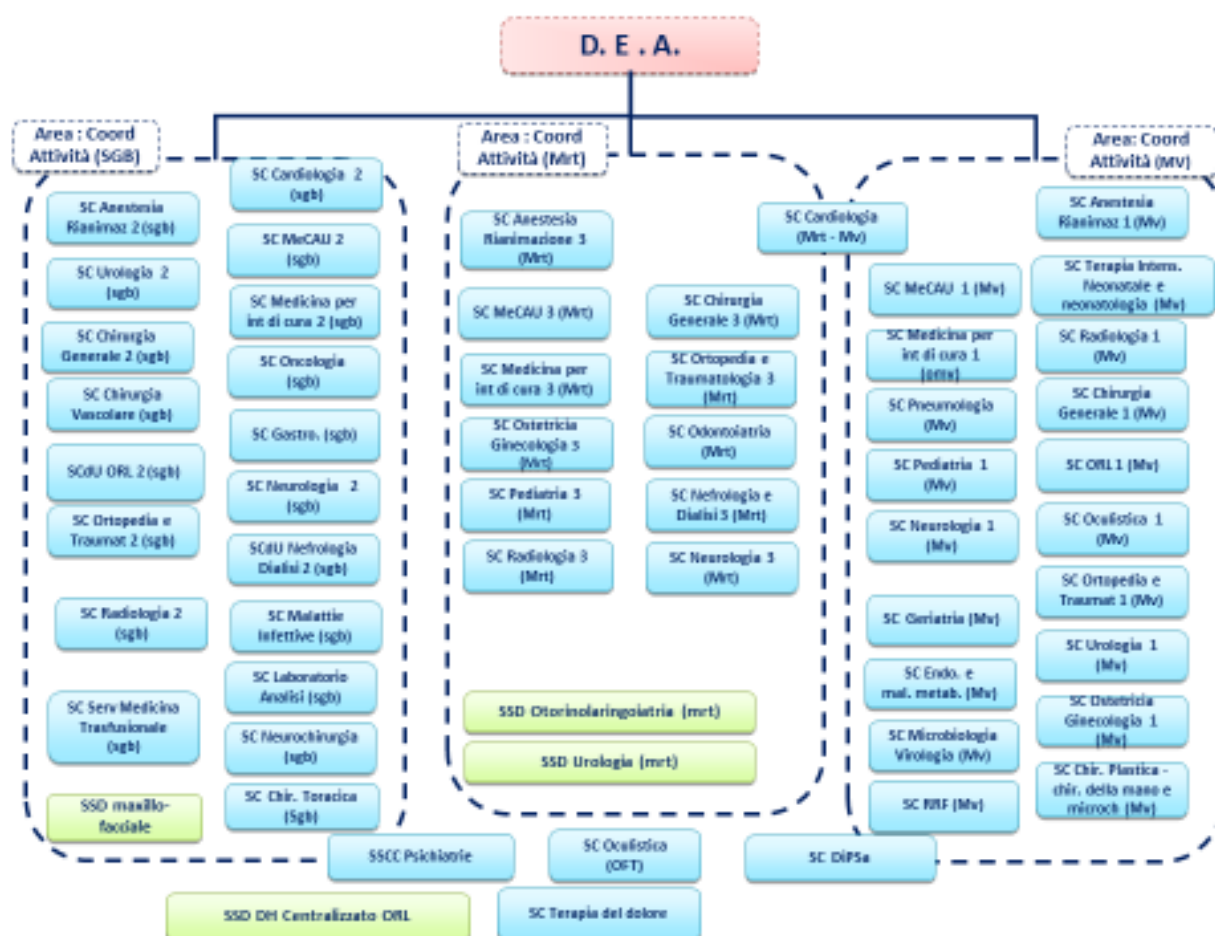 D. E . A.
Area : Coord
Attività (SGB)
SC Anestesia
Rianimaz 2 (sgb)
SC Urologia 2
(sgb)
SC Chirurgia
Generale 2 (sgb)
SC Chirurgia
Vascolare (sgb)
SCdU ORL 2 (sgb)
SC Ortopedia e
Traumat 2 (sgb)
SC Radiologia 2
(sgb)
SC Serv Medicina
Trasfusionale
(sgb)
SSD maxillo-
facciale
SC Cardiologia 2
(sgb)
SC MeCAU 2
(sgb)
SC Medicina per
int di cura 2 (sgb)
SC Oncologia
(sgb)
SC Gastro. (sgb)
SC Neurologia 2
(sgb)
SCdU Nefrologia
Dialisi 2 (sgb)
SC Malattie
Infettive (sgb)
SC Laboratorio
Analisi (sgb)
SC Neurochirurgia
(sgb)
SC Chir. Toracica
(Sgb)
Area : Coord
Attività (Mrt)
SC Anestesia
Rianimazione 3
(Mrt)
SC MeCAU 3 (Mrt)
SC Medicina per
int di cura 3 (Mrt)
SC Ostetricia
Ginecologia 3
(Mrt)
SC Pediatria 3
(Mrt)
SC Radiologia 3
(Mrt)
SC Chirurgia
Generale 3 (Mrt)
SC Ortopedia e
Traumatologia 3
(Mrt)
SC Odontoiatria
(Mrt)
SC Nefrologia e
Dialisi 3 (Mrt)
SC Neurologia 3
(Mrt)
SSD Otorinolaringoiatria (mrt)
SSD Urologia (mrt)
SC Cardiologia
(Mrt - Mv)
Area: Coord
Attività (MV)
SC MeCAU 1 (Mv)
SC Medicina per
int di cura 1
(omv)
SC Pneumologia
(Mv)
SC Pediatria 1
(Mv)
SC Neurologia 1
(Mv)
SC Geriatria (Mv)
SC Endo. e
mal. metab. (Mv)
SC Microbiologia
Virologia (Mv)
SC RRF (Mv)
SC Anestesia
Rianimaz 1 (Mv)
SC Terapia Intens.
Neonatale e
neonatologia (Mv)
SC Radiologia 1
(Mv)
SC Chirurgia
Generale 1 (Mv)
SC ORL 1 (Mv)
SC Oculistica 1
(Mv)
SC Ortopedia e
Traumat 1 (Mv)
SC Urologia 1
(Mv)
SC Ostetricia
Ginecologia 1
(Mv)
SC Chir. Plastica -
chir. della mano e
microch (Mv)
SSCC Psichiatrie
SC Oculistica
(OFT)
SC DiPSa
SSD DH Centralizzato ORL
SC Terapia del dolore